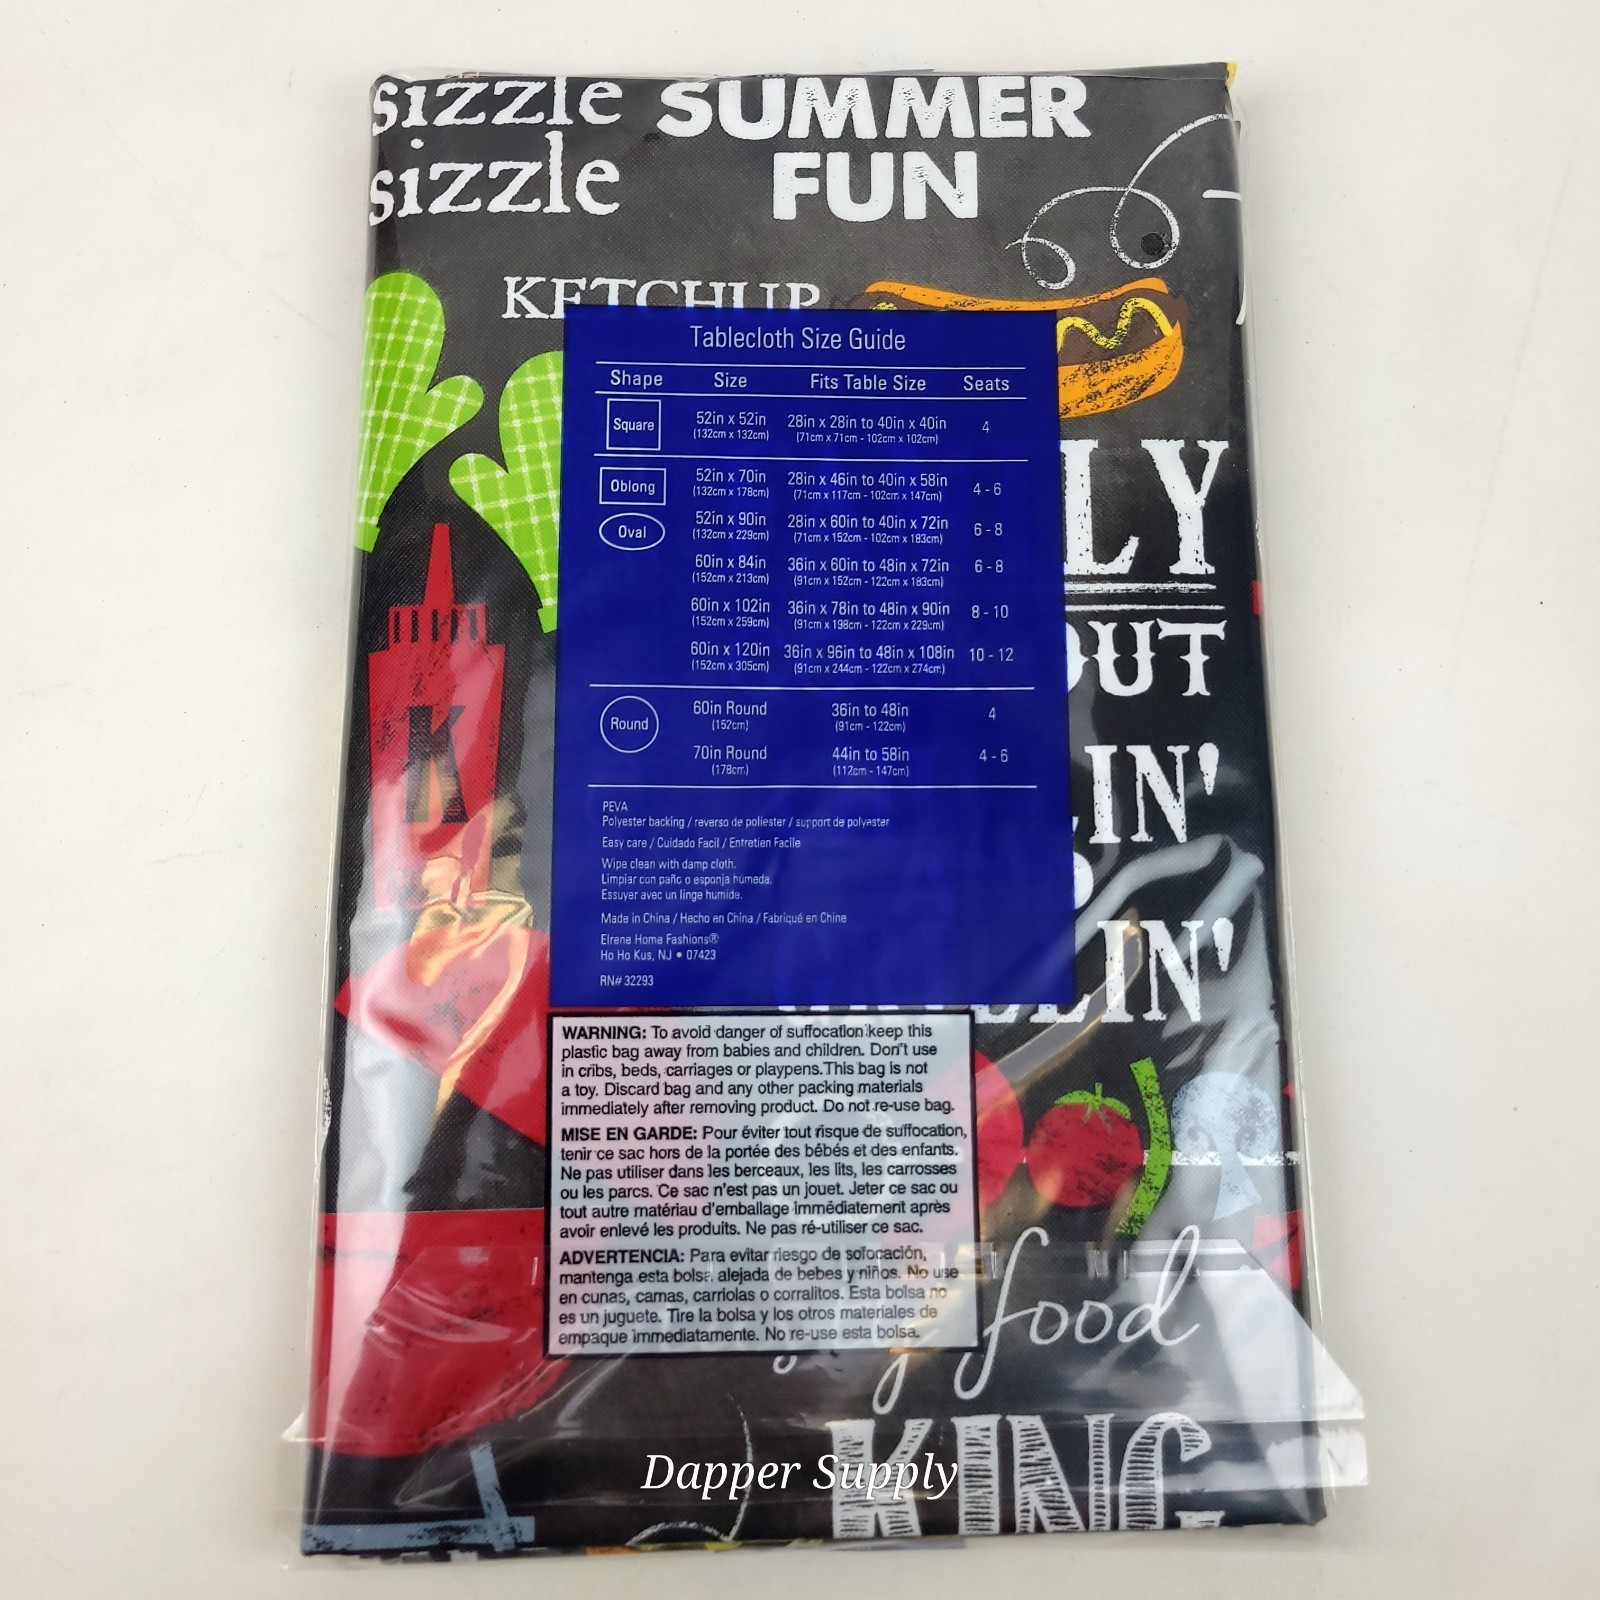 sizzle SUMMER
sizzle FUN
KETCHUP
Tablecloth Size Guide
Shape Size Fits Table Size Seats
Square 52in x 52in 28in x 28in to 40in x 40in 4
(132cm x 132cm) (71cm x 71cm - 102cm x 102cm)
Oblong 52in x 70in 28in x 46in to 40in x 58in 4 - 6
(132cm x 178cm) (71cm x 117cm - 102cm x 147cm)
Oval 52in x 90in 28in x 60in to 40in x 72in 6 - 8
(132cm x 229cm) (71cm x 152cm - 102cm x 183cm)
60in x 84in 36in x 60in to 48in x 72in 6 - 8
(152cm x 213cm) (91cm x 152cm - 122cm x 183cm)
60in x 102in 36in x 78in to 48in x 90in 8 - 10
(152cm x 259cm) (91cm x 198cm - 122cm x 229cm)
60in x 120in 36in x 96in to 48in x 108in 10 - 12
(152cm x 305cm) (91cm x 244cm - 122cm x 274cm)
Round 60in Round 36in to 48in 4
(152cm) (91cm - 122cm)
70in Round 44in to 58in 4 - 6
(178cm) (112cm - 147cm)
PEVA
Polyester backing / reverso de poliester / support de polyester
Easy care / Cuidado Facil / Entretien Facile
Wipe clean with damp cloth.
Limpiar con paño o esponja humeda.
Essuyer avec un linge humide.
Made in China / Hecho en China / Fabriqué en Chine
Elrene Home Fashions®
Ho Ho Kus, NJ • 07423
RN# 32293
LY
OUT
LIN'
LLIN'
K
WARNING: To avoid danger of suffocation keep this
plastic bag away from babies and children. Don't use
in cribs, beds, carriages or playpens.This bag is not
a toy. Discard bag and any other packing materials
immediately after removing product. Do not re-use bag.
MISE EN GARDE: Pour éviter tout risque de suffocation,
tenir ce sac hors de la portée des bébés et des enfants.
Ne pas utiliser dans les berceaux, les lits, les carrosses
ou les parcs. Ce sac n'est pas un jouet. Jeter ce sac ou
tout autre matériau d'emballage immédiatement après
avoir enlevé les produits. Ne pas ré-utiliser ce sac.
ADVERTENCIA: Para evitar riesgo de sofocación,
mantenga esta bolsa alejada de bebes y niños. No use
en cunas, camas, carriolas o corralitos. Esta bolsa no
es un juguete. Tire la bolsa y los otros materiales de
empaque immediatamente. No re-use esta bolsa.
food
KING
Dapper Supply